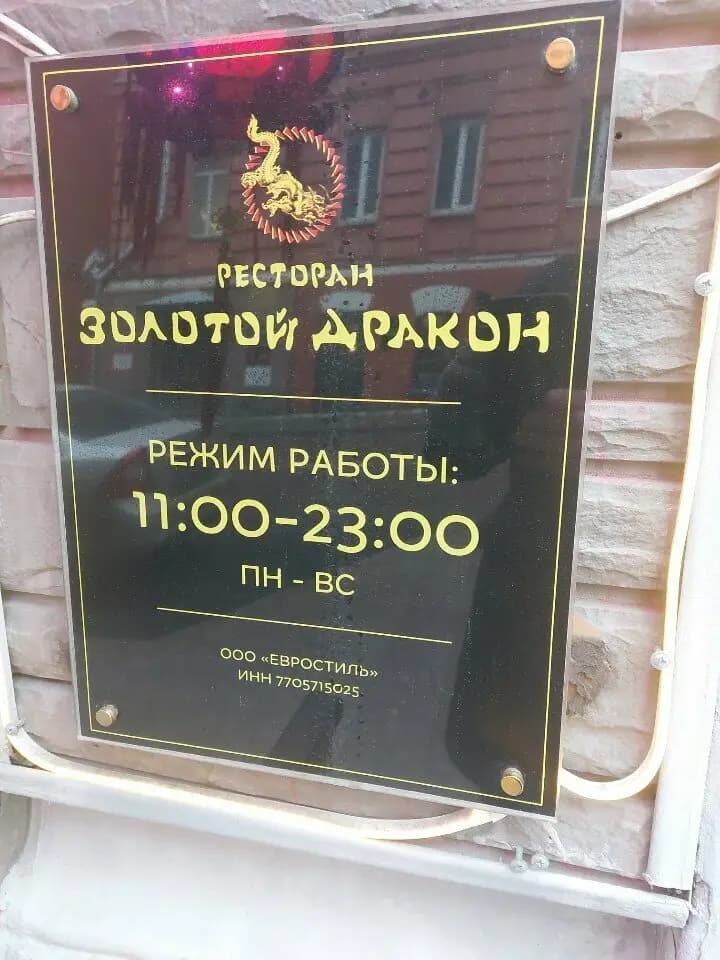 РЕСТОРАН
ЗОЛОТОЙ ДРАКОН
РЕЖИМ РАБОТЫ:
11:00-23:00
ПН - ВС
ООО «ЕВРОСТИЛЬ»
ИНН 7705715025